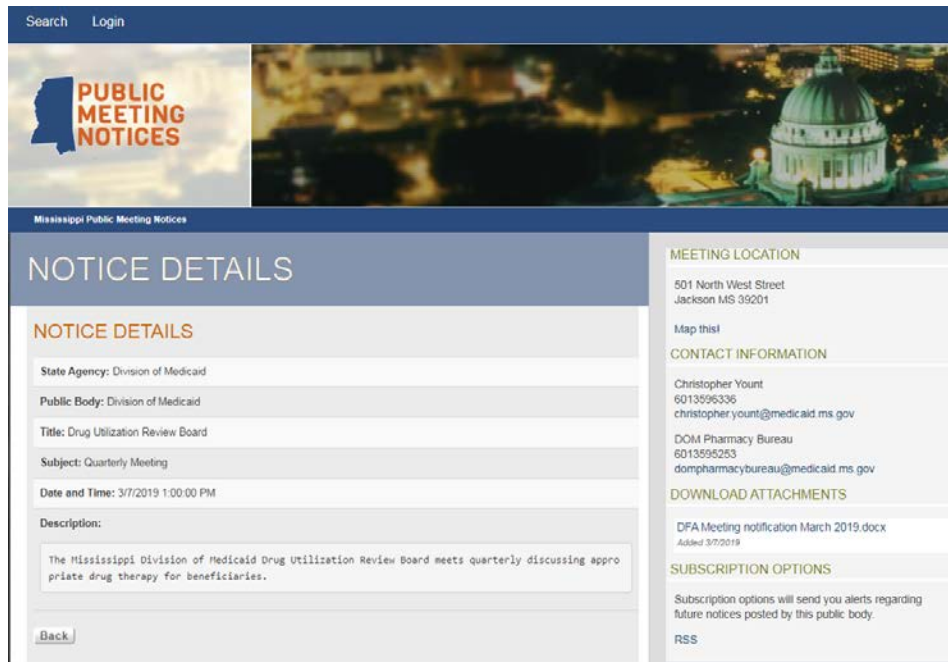 Search Login
PUBLIC
MEETING
NOTICES
Mississippi Public Meeting Notices
NOTICE DETAILS
NOTICE DETAILS
State Agency: Division of Medicaid
Public Body: Division of Medicaid
Title: Drug Utilization Review Board
Subject: Quarterly Meeting
Date and Time: 3/7/2019 1:00:00 PM
Description:
The Mississippi Division of Medicaid Drug Utilization Review Board meets quarterly discussing appro
priate drug therapy for beneficiaries.
Back
MEETING LOCATION
501 North West Street
Jackson MS 39201
Map this!
CONTACT INFORMATION
Christopher Yount
6013596336
christopher.yount@medicaid.ms.gov
DOM Pharmacy Bureau
6013595253
dompharmacybureau@medicaid.ms.gov
DOWNLOAD ATTACHMENTS
DFA Meeting notification March 2019.docx
Added 3/7/2019
SUBSCRIPTION OPTIONS
Subscription options will send you alerts regarding
future notices posted by this public body.
RSS